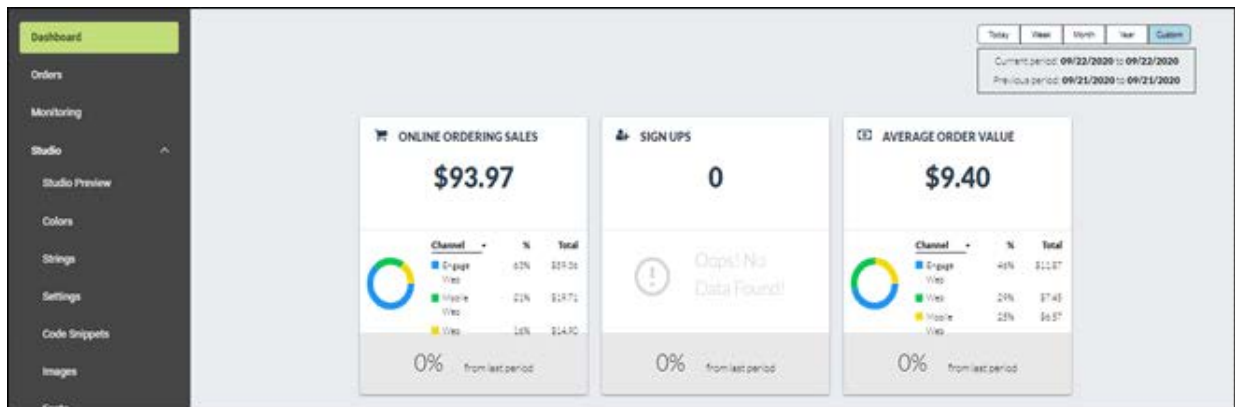 Dashboard
Orders
Monitoring
Studio
Studio Preview
Colors
Strings
Settings
Code Snippets
Images
Today Week Month Year Custom
Current period: 09/22/2020 to 09/22/2020
Previous period: 09/21/2020 to 09/21/2020
ONLINE ORDERING SALES
$93.97
Channel % Total
Engage Web 63% $59.36
Mobile Web 21% $19.71
Web 16% $14.90
0% from last period
SIGN UPS
0
Oops! No
Data Found!
0% from last period
AVERAGE ORDER VALUE
$9.40
Channel % Total
Engage Web 46% $11.87
Web 29% $7.45
Mobile Web 25% $6.57
0% from last period